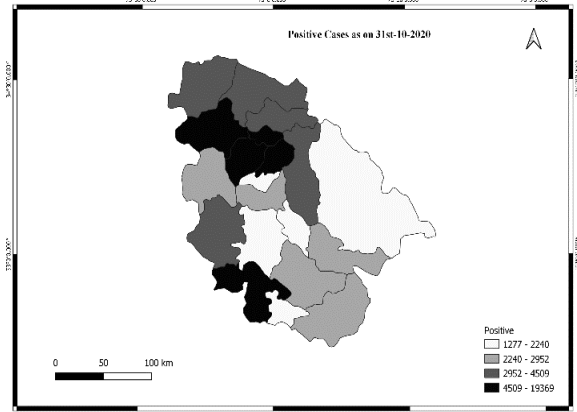 Positive Cases as on 31st-10-2020
0 50 100 km
Positive
1277 - 2240
2240 - 2952
2952 - 4509
4509 - 19369